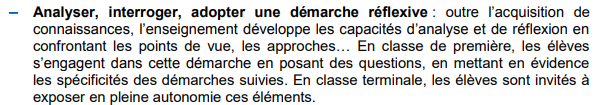 – Analyser, interroger, adopter une démarche réflexive : outre l'acquisition de
connaissances, l'enseignement développe les capacités d'analyse et de réflexion en
confrontant les points de vue, les approches… En classe de première, les élèves
s'engagent dans cette démarche en posant des questions, en mettant en évidence
les spécificités des démarches suivies. En classe terminale, les élèves sont invités à
exposer en pleine autonomie ces éléments.